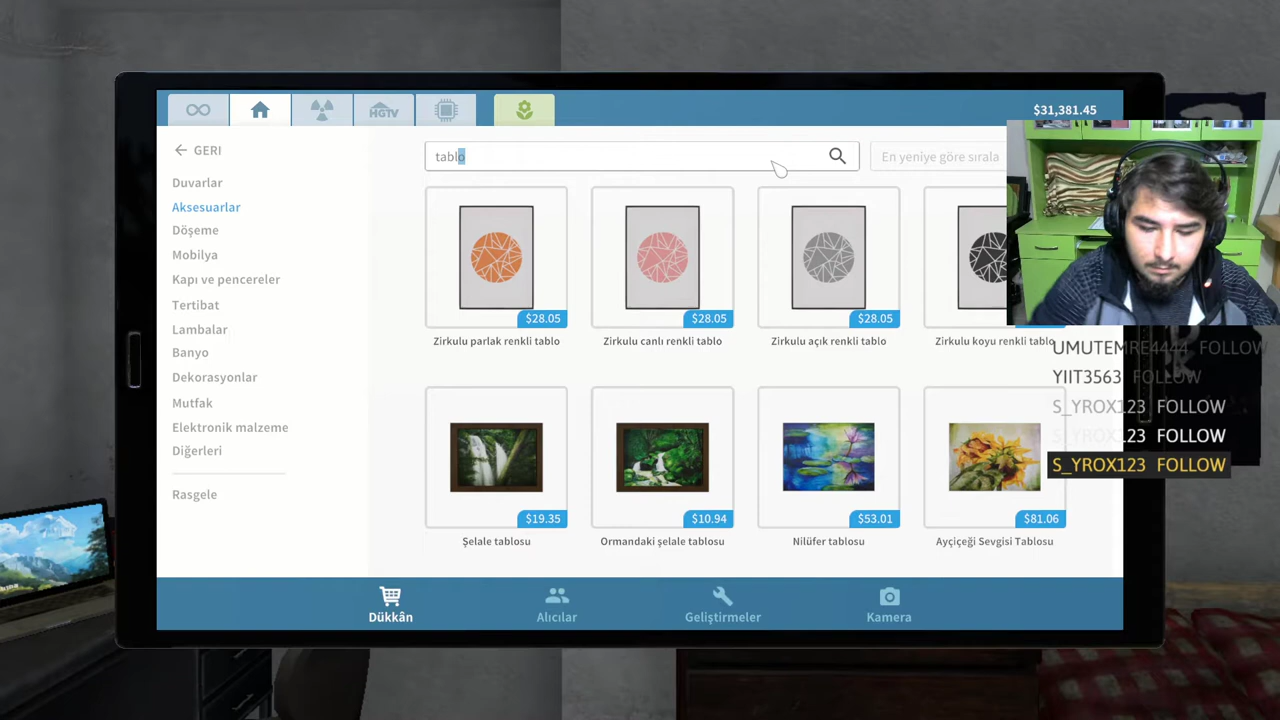 HGTV
$31,381.45
GERI
tablo
En yeniye göre sırala
Duvarlar
Aksesuarlar
Döşeme
Mobilya
Kapı ve pencereler
Tertibat
Lambalar
Banyo
Dekorasyonlar
Mutfak
Elektronik malzeme
Diğerleri
Rasgele
$28.05
$28.05
$28.05
Zirkulu parlak renkli tablo
Zirkulu canlı renkli tablo
Zirkulu açık renkli tablo
Zirkulu koyu renkli tablo
$19.35
$10.94
$53.01
$81.06
Şelale tablosu
Ormandaki şelale tablosu
Nilüfer tablosu
Ayçiçeği Sevgisi Tablosu
UMUTEMRE4444 FOLLOW
YIIT3563 FOLLOW
S_YROX123 FOLLOW
S_YROX123 FOLLOW
S_YROX123 FOLLOW
Dükkân
Alıcılar
Geliştirmeler
Kamera